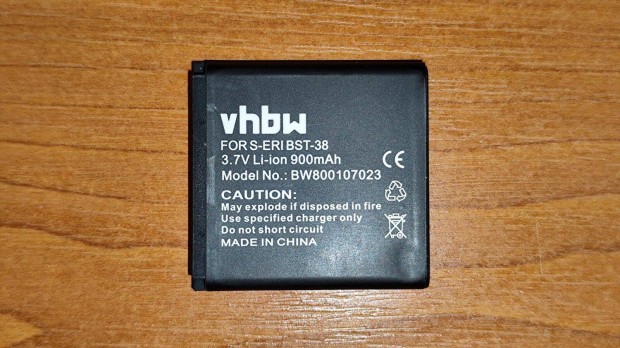 vhbw
FOR S-ERI BST-38
3.7V Li-ion 900mAh
Model No.: BW800107023
CE
CAUTION:
May explode if disposed in fire
Use specified charger only
Do not short circuit
MADE IN CHINA